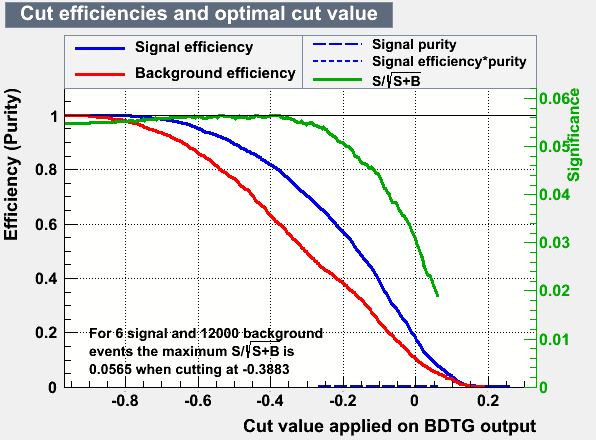 Cut efficiencies and optimal cut value
Signal efficiency
Background efficiency
Signal purity
Signal efficiency*purity
S/√S+B
Efficiency (Purity)
1
0.8
0.6
0.4
0.2
0
0.06
0.05
0.04
0.03
0.02
0.01
0
Significance
For 6 signal and 12000 background
events the maximum S/√S+B is
0.0565 when cutting at -0.3883
-0.8 -0.6 -0.4 -0.2 0 0.2
Cut value applied on BDTG output